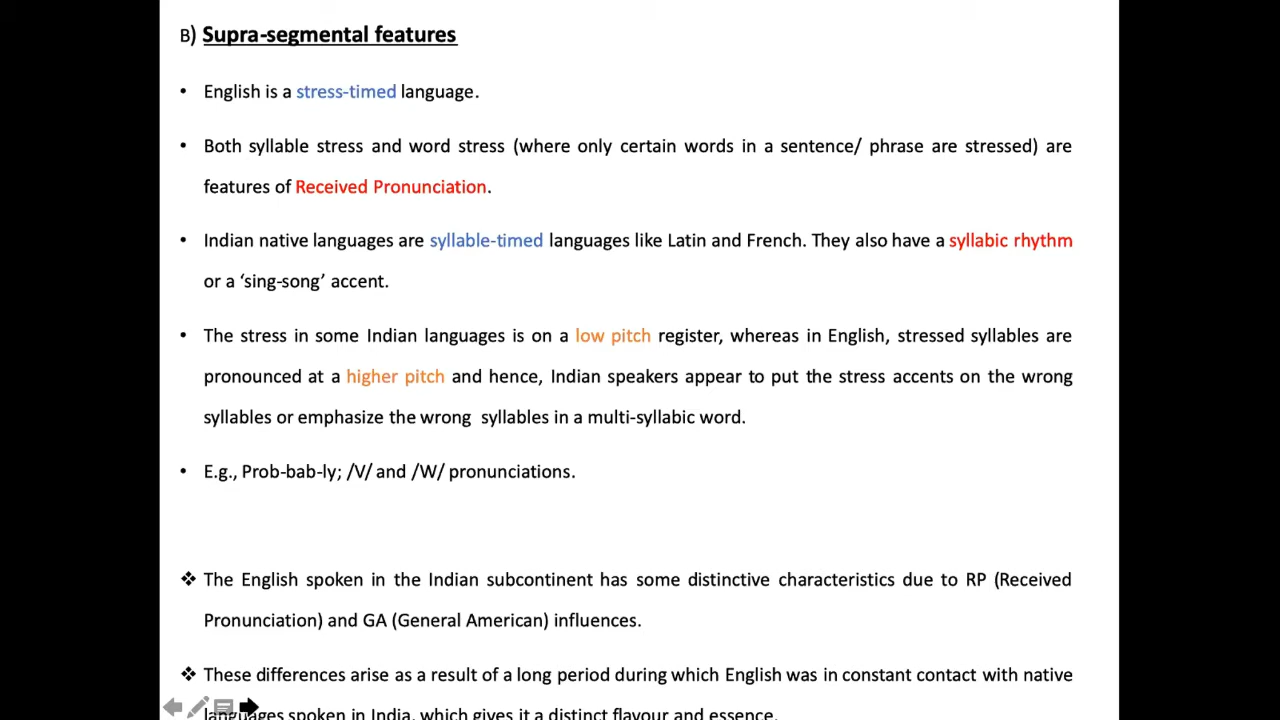 B) Supra-segmental features
• English is a stress-timed language.
• Both syllable stress and word stress (where only certain words in a sentence/ phrase are stressed) are
features of Received Pronunciation.
• Indian native languages are syllable-timed languages like Latin and French. They also have a syllabic rhythm
or a ‘sing-song’ accent.
• The stress in some Indian languages is on a low pitch register, whereas in English, stressed syllables are
pronounced at a higher pitch and hence, Indian speakers appear to put the stress accents on the wrong
syllables or emphasize the wrong syllables in a multi-syllabic word.
• E.g., Prob-bab-ly; /V/ and /W/ pronunciations.
❖ The English spoken in the Indian subcontinent has some distinctive characteristics due to RP (Received
Pronunciation) and GA (General American) influences.
❖ These differences arise as a result of a long period during which English was in constant contact with native
languages spoken in India, which gives it a distinct flavour and essence.